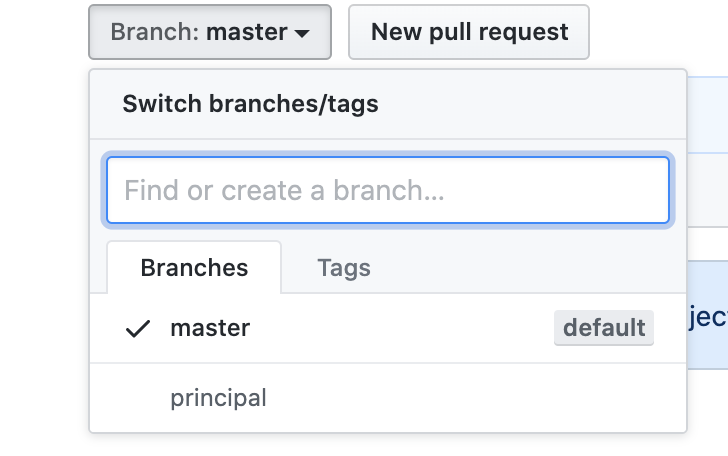 Branch: master
New pull request
Switch branches/tags
Find or create a branch...
Branches
Tags
master
default
principal